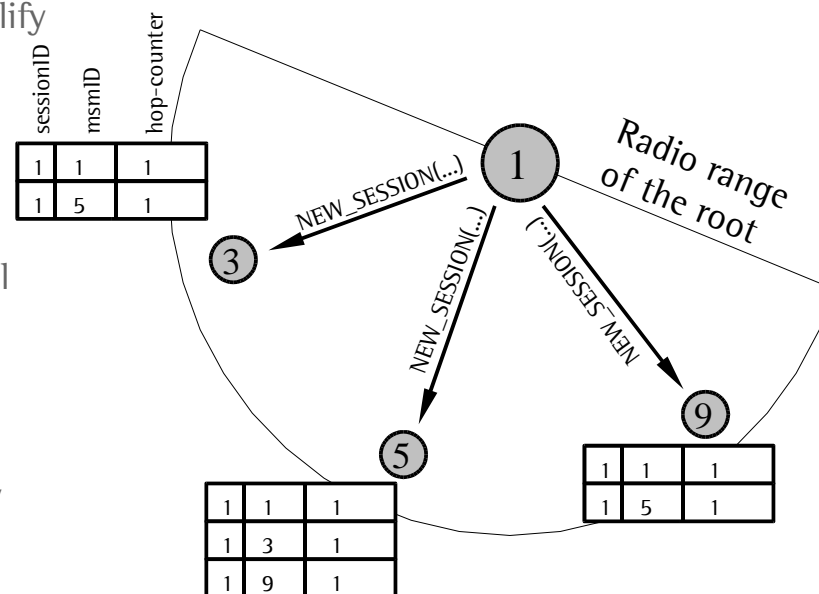 lify
sessionID
msmID
hop-counter
1 1 1
1 5 1
1
Radio range
of the root
NEW_SESSION(...)
NEW_SESSION(...)
NEW_SESSION(...)
3
l
9
5
1 1 1
1 5 1
1 1 1
1 3 1
1 9 1